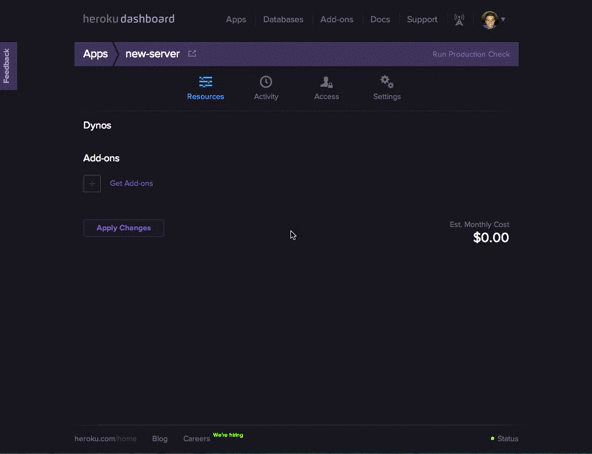 heroku dashboard Apps Databases Add-ons Docs Support
Feedback
Apps new-server Run Production Check
Resources Activity Access Settings
Dynos
Add-ons
+ Get Add-ons
Apply Changes
Est. Monthly Cost
$0.00
heroku.com/home Blog Careers We're hiring Status